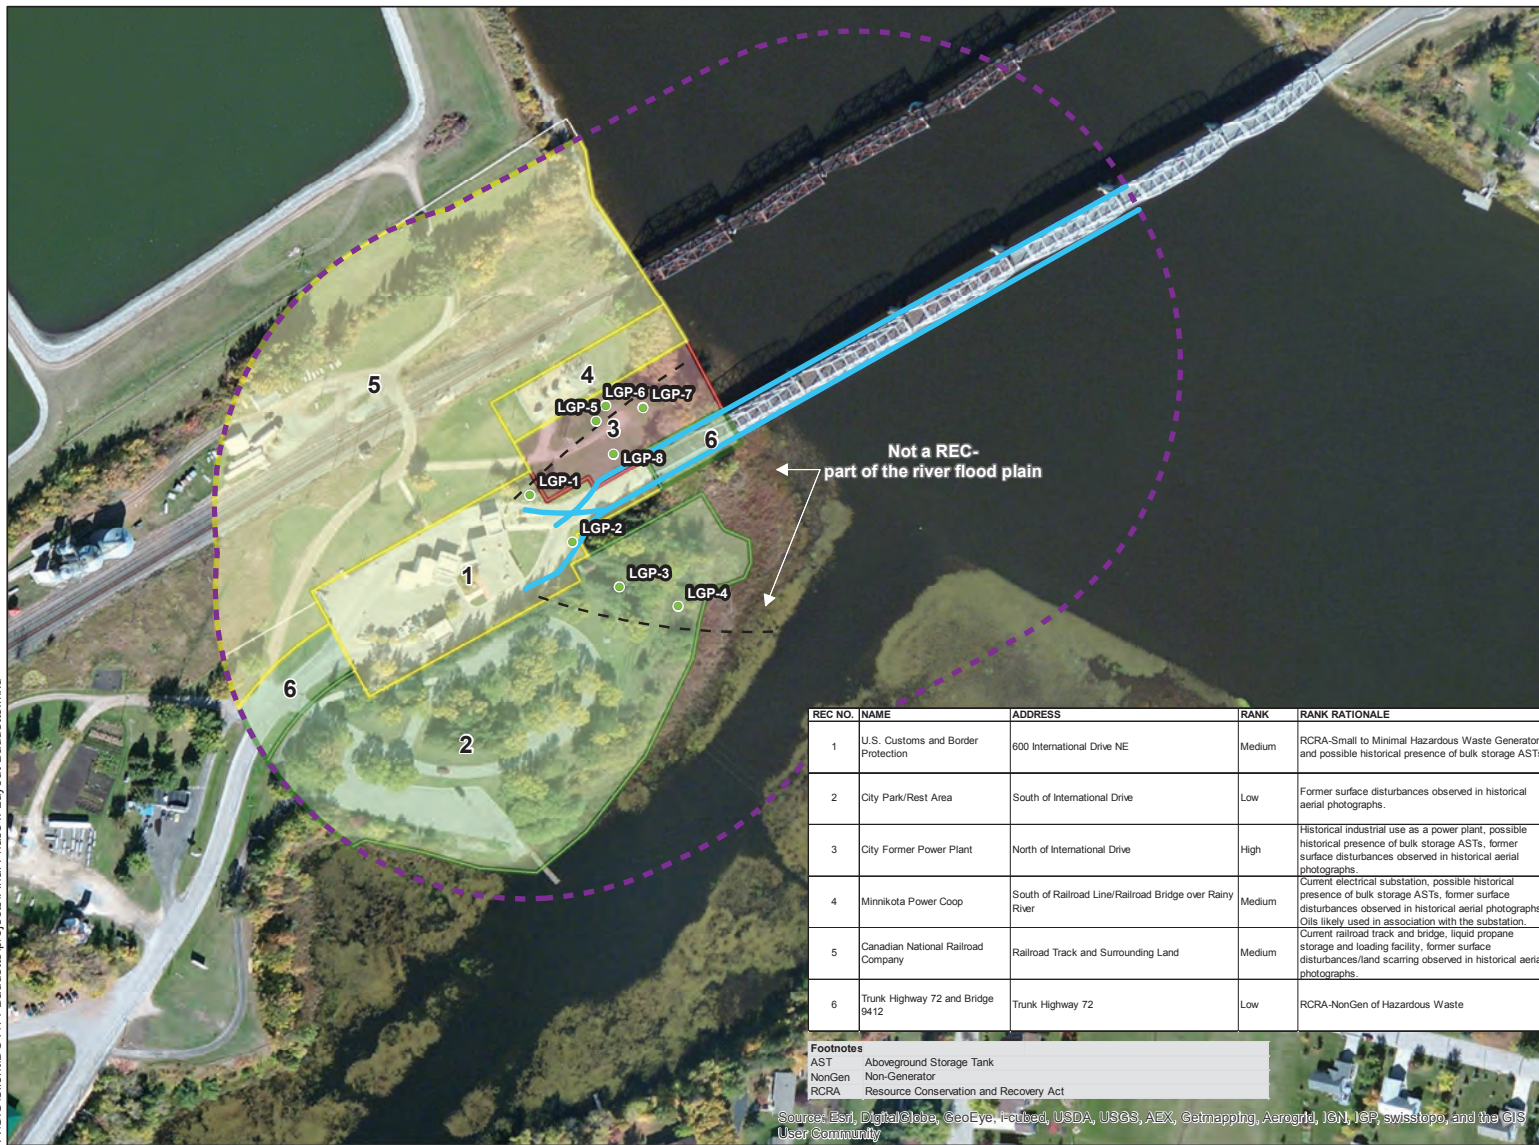 5
4
LGP-6
LGP-7
LGP-5
3
6
LGP-8
Not a REC-
part of the river flood plain
LGP-1
LGP-2
1
LGP-3
LGP-4
6
2
REC NO. NAME ADDRESS RANK RANK RATIONALE
1 U.S. Customs and Border Protection 600 International Drive NE Medium RCRA-Small to Minimal Hazardous Waste Generator
and possible historical presence of bulk storage AST
2 City Park/Rest Area South of International Drive Low Former surface disturbances observed in historical
aerial photographs.
3 City Former Power Plant North of International Drive High Historical industrial use as a power plant, possible
historical presence of bulk storage ASTs, former
surface disturbances observed in historical aerial
photographs.
4 Minnikota Power Coop South of Railroad Line/Railroad Bridge over Rainy River Medium Current electrical substation, possible historical
presence of bulk storage ASTs, former surface
disturbances observed in historical aerial photographs
Oils likely used in association with the substation.
5 Canadian National Railroad Company Railroad Track and Surrounding Land Medium Current railroad track and bridge, liquid propane
storage and loading facility, former surface
disturbances/land scarring observed in historical aeria
photographs.
6 Trunk Highway 72 and Bridge 9412 Trunk Highway 72 Low RCRA-NonGen of Hazardous Waste
Footnotes
AST Aboveground Storage Tank
NonGen Non-Generator
RCRA Resource Conservation and Recovery Act
Source: Esri, DigitalGlobe, GeoEye, i-cubed, USDA, USGS, AEX, Getmapping, Aerogrid, IGN, IGP, swisstopo, and the GIS
User Community